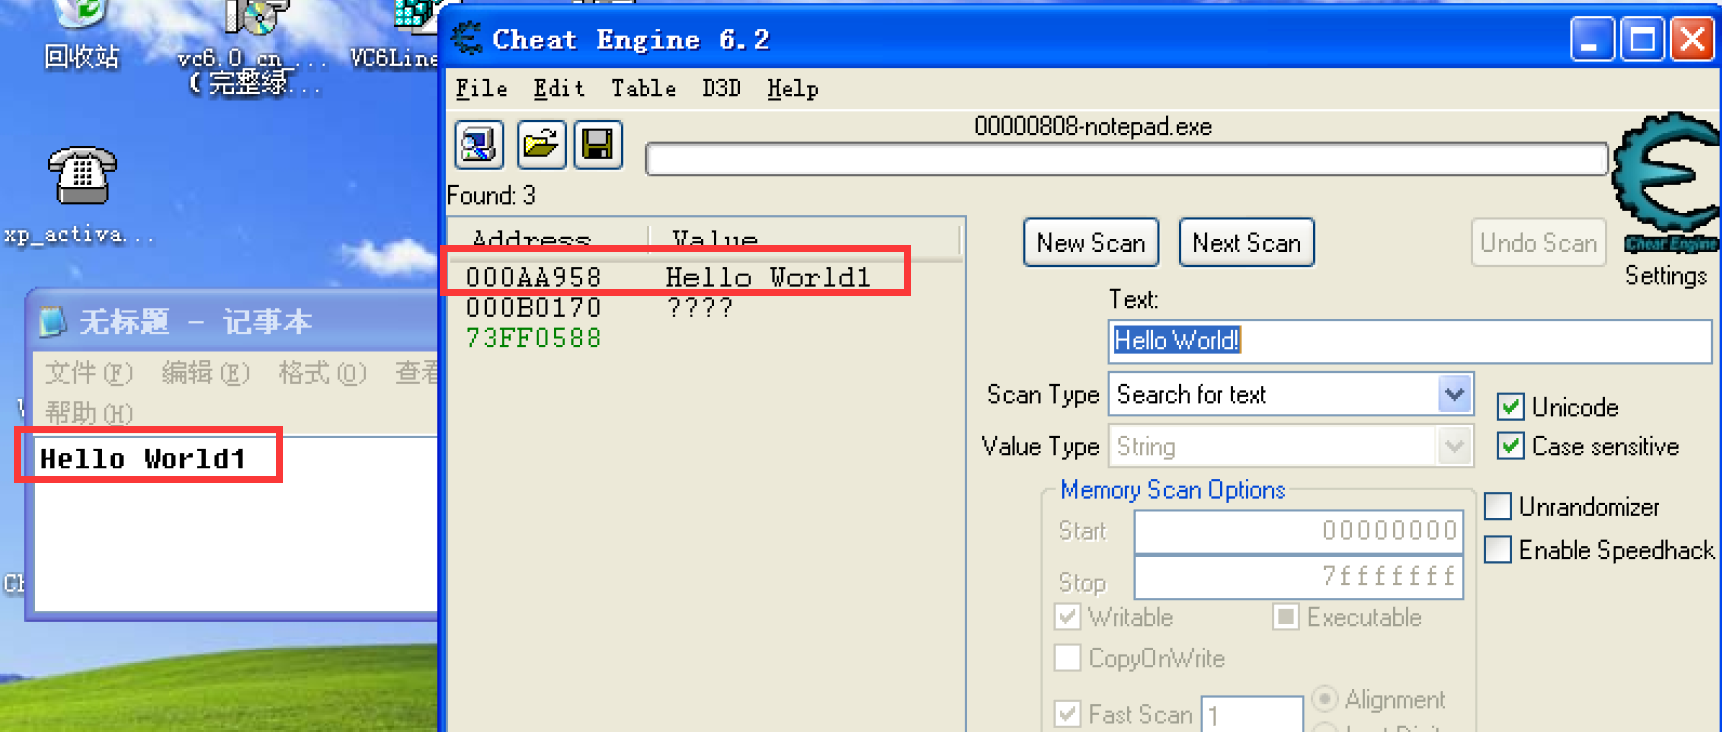 回收站
vc6.0_cn_...
(完整绿...
VC6Line
xp_activa...
无标题 - 记事本
文件(F) 编辑(E) 格式(O) 查看
帮助(H)
Hello World1
Cheat Engine 6.2
File Edit Table D3D Help
00000808-notepad.exe
Found: 3
Address Value
000AA958 Hello World1
000B0170 ????
73FF0588
New Scan Next Scan Undo Scan
Cheat Engine
Settings
Text:
Hello World!
Scan Type Search for text
Value Type String
Unicode
Case sensitive
Memory Scan Options
Start 00000000
Stop 7fffffff
Unrandomizer
Enable Speedhack
Writable Executable
CopyOnWrite
Fast Scan 1 Alignment